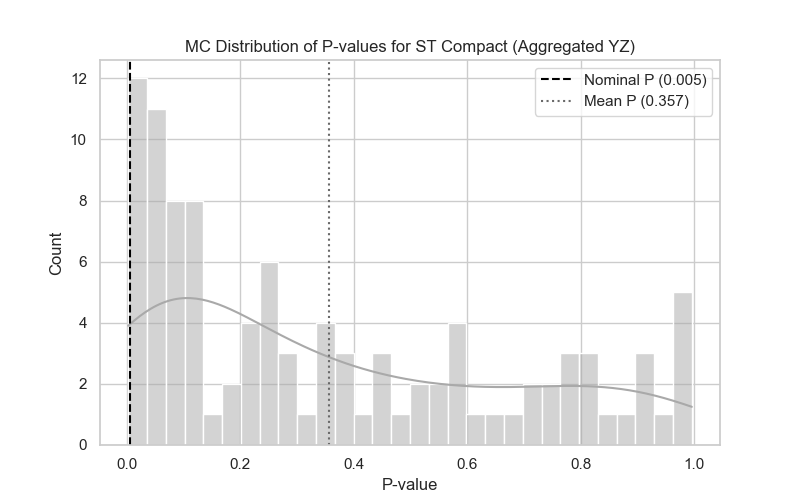 MC Distribution of P-values for ST Compact (Aggregated YZ)
Nominal P (0.005)
Mean P (0.357)
12
10
8
6
4
2
0
Count
0.0 0.2 0.4 0.6 0.8 1.0
P-value